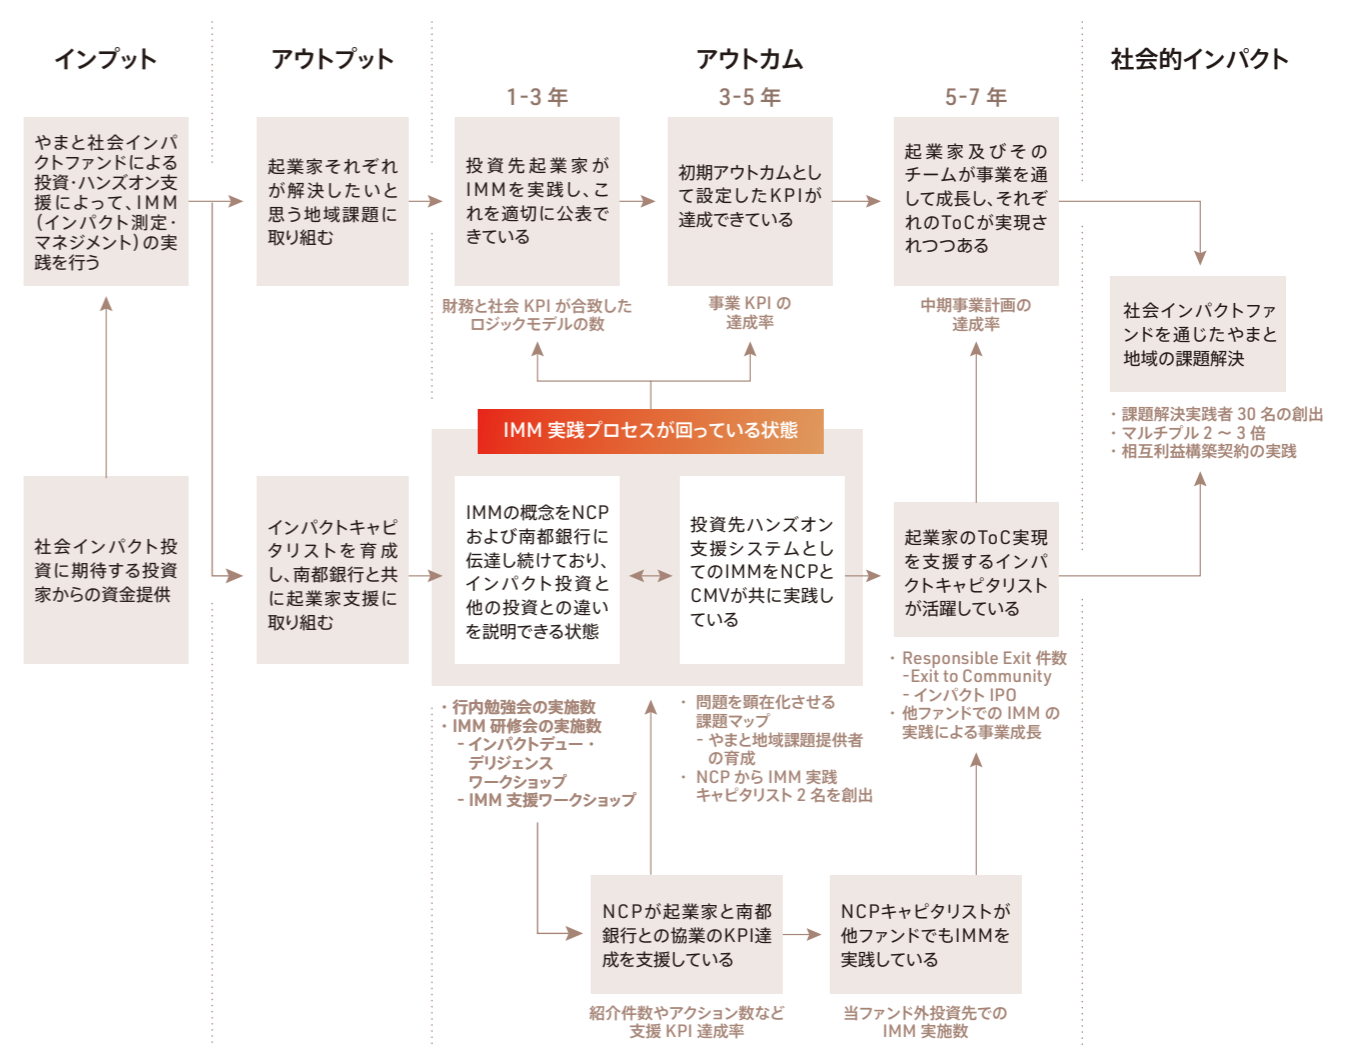 インプット
アウトプット
アウトカム
社会的インパクト
1-3 年
3-5 年
5-7 年
やまと社会インパ
クトファンドによる
投資・ハンズオン支
援によって、IMM
（インパクト測定・
マネジメント）の実
践を行う
起業家それぞれ
が解決したいと
思う地域課題に
取り組む
投資先起業家が
IMMを実践し、こ
れを適切に公表で
きている
初期アウトカムとし
て設定したKPIが
達成できている
起業家及びその
チームが事業を通
して成長し、それぞ
れのToCが実現さ
れつつある
財務と社会 KPI が合致した
ロジックモデルの数
事業 KPI の
達成率
中期事業計画の
達成率
社会インパクトファ
ンドを通じたやまと
地域の課題解決
・課題解決実践者 30 名の創出
・マルチプル 2 ～ 3 倍
・相互利益構築契約の実践
IMM 実践プロセスが回っている状態
社会インパクト投
資に期待する投資
家からの資金提供
インパクトキャピ
タリストを育成
し、南都銀行と共
に起業家支援に
取り組む
IMMの概念をNCP
および南都銀行に
伝達し続けており、
インパクト投資と
他の投資との違い
を説明できる状態
投資先ハンズオン
支援システムとし
てのIMMをNCPと
CMVが共に実践し
ている
起業家のToC実現
を支援するインパ
クトキャピタリスト
が活躍している
・行内勉強会の実施数
・IMM 研修会の実施数
- インパクトデュー・
デリジェンス
ワークショップ
- IMM 支援ワークショップ
・ 問題を顕在化させる
課題マップ
- やまと地域課題提供者
の育成
・ NCP から IMM 実践
キャピタリスト 2 名を創出
・ Responsible Exit 件数
-Exit to Community
- インパクト IPO
・他ファンドでの IMM の
実践による事業成長
NCPが起業家と南都
銀行との協業のKPI達
成を支援している
NCPキャピタリストが
他ファンドでもIMMを
実践している
紹介件数やアクション数など
支援 KPI 達成率
当ファンド外投資先での
IMM 実施数